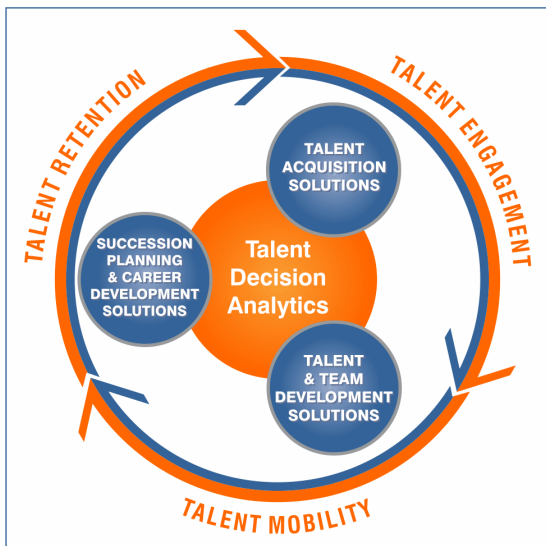 TALENT RETENTION
TALENT ENGAGEMENT
TALENT
ACQUISITION
SOLUTIONS
SUCCESSION
PLANNING
& CAREER
DEVELOPMENT
SOLUTIONS
Talent
Decision
Analytics
TALENT
& TEAM
DEVELOPMENT
SOLUTIONS
TALENT MOBILITY